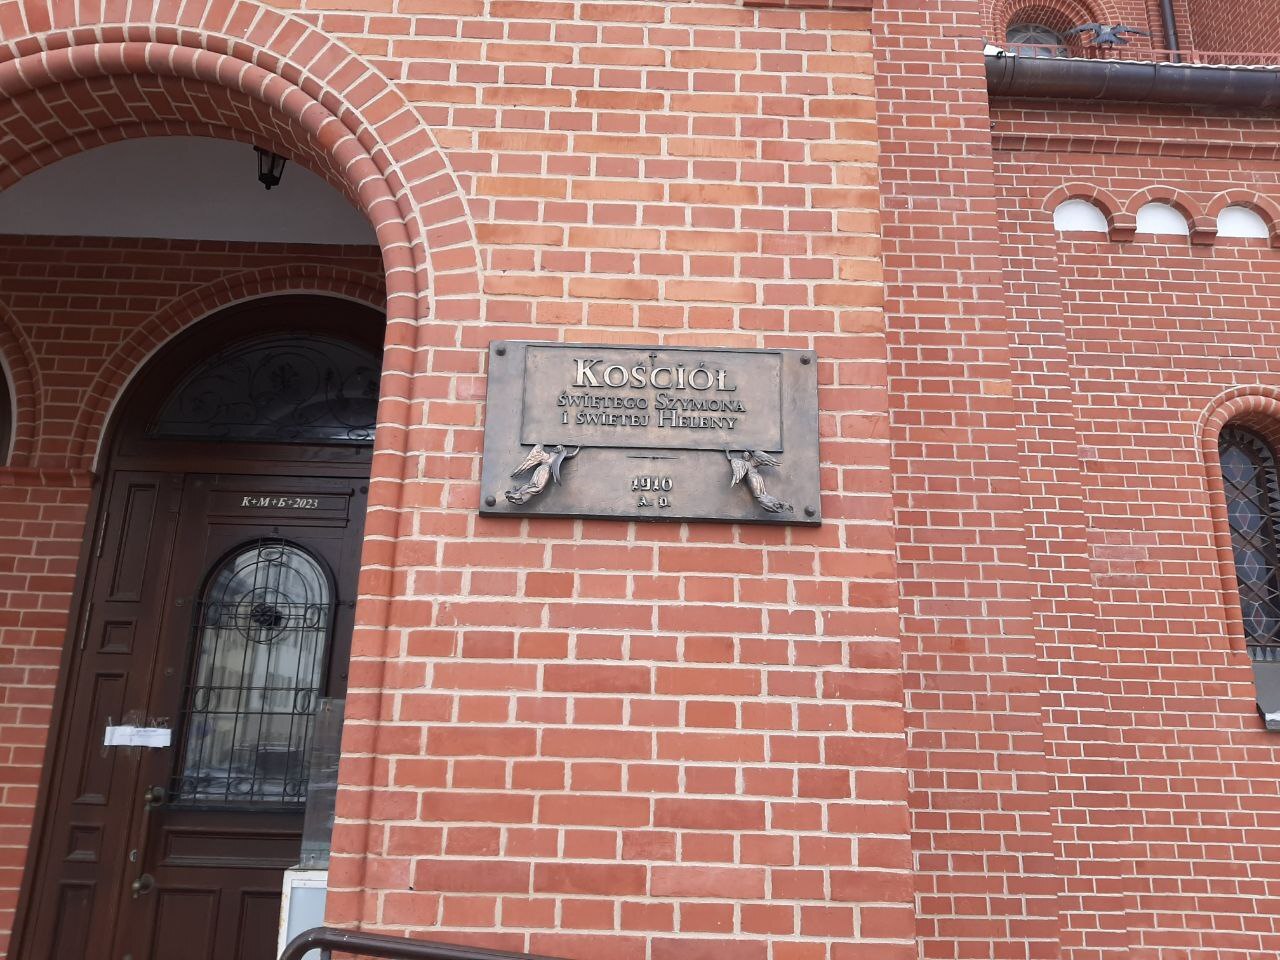 Kościół
świętego Szymona
i świętej Heleny
1910
A. D.
К+М+Б+2023